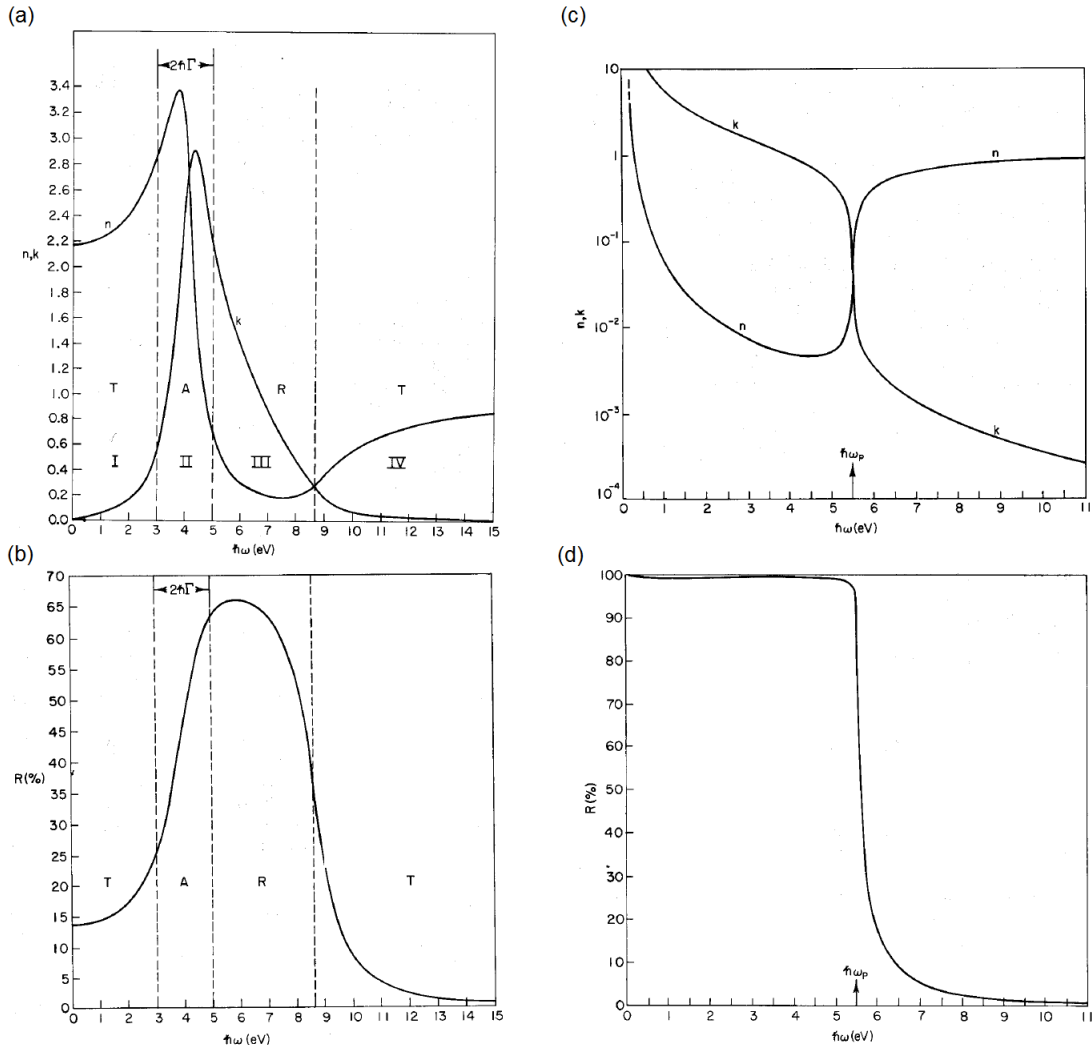 (a)
2ħΓ
3.4
3.2
3.0
2.8
2.6
2.4
2.2
2.0
1.8
1.6
1.4
1.2
1.0
0.8
0.6
0.4
0.2
0.0
n,k
n
k
T A R T
I II III IV
0 1 2 3 4 5 6 7 8 9 10 11 12 13 14 15
ħω(eV)
(b)
2ħΓ
70
65
60
55
50
45
40
35
30
25
20
15
10
5
0
R(%)
T A R T
0 1 2 3 4 5 6 7 8 9 10 11 12 13 14 15
ħω(eV)
(c)
10
1
10⁻¹
10⁻²
10⁻³
10⁻⁴
n,k
k
n
n
k
ħωp
0 1 2 3 4 5 6 7 8 9 10 11
ħω(eV)
(d)
100
90
80
70
60
50
40
30
20
10
0
R(%)
ħωp
0 1 2 3 4 5 6 7 8 9 10 11
ħω(eV)